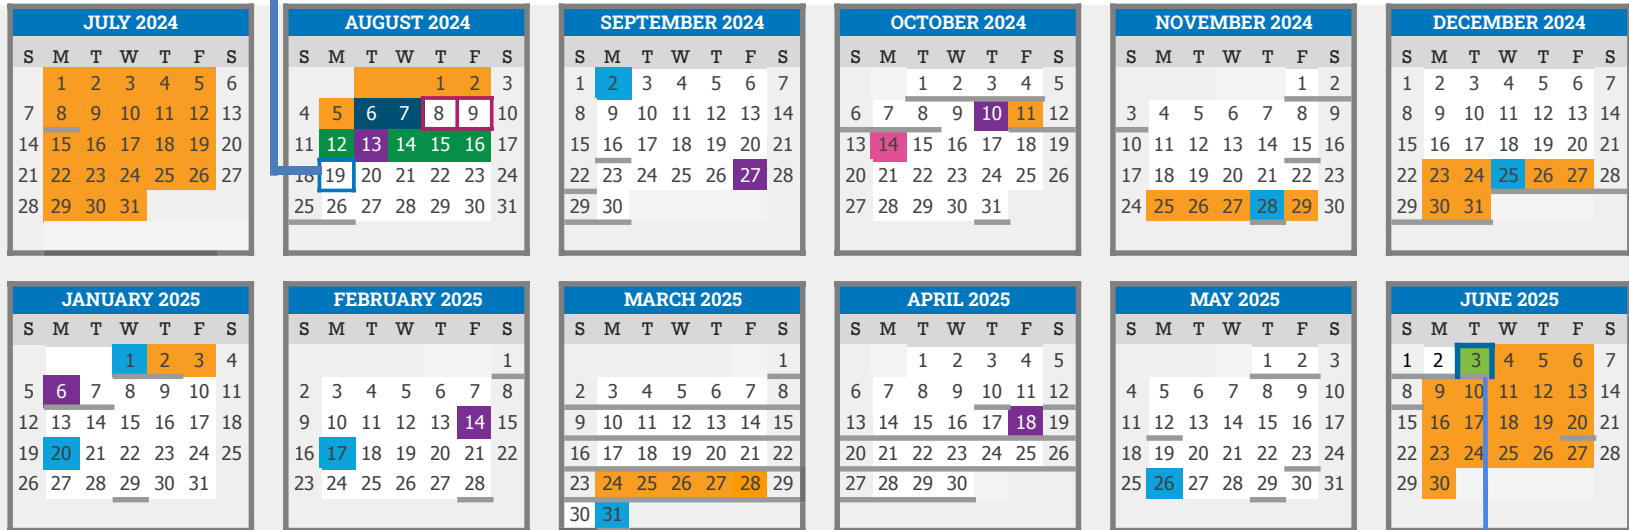 JULY 2024
S M T W T F S
1 2 3 4 5 6
7 8 9 10 11 12 13
14 15 16 17 18 19 20
21 22 23 24 25 26 27
28 29 30 31
AUGUST 2024
S M T W T F S
1 2 3
4 5 6 7 8 9 10
11 12 13 14 15 16 17
18 19 20 21 22 23 24
25 26 27 28 29 30 31
SEPTEMBER 2024
S M T W T F S
1 2 3 4 5 6 7
8 9 10 11 12 13 14
15 16 17 18 19 20 21
22 23 24 25 26 27 28
29 30
OCTOBER 2024
S M T W T F S
1 2 3 4 5
6 7 8 9 10 11 12
13 14 15 16 17 18 19
20 21 22 23 24 25 26
27 28 29 30 31
NOVEMBER 2024
S M T W T F S
1 2
3 4 5 6 7 8 9
10 11 12 13 14 15 16
17 18 19 20 21 22 23
24 25 26 27 28 29 30
DECEMBER 2024
S M T W T F S
1 2 3 4 5 6 7
8 9 10 11 12 13 14
15 16 17 18 19 20 21
22 23 24 25 26 27 28
29 30 31
JANUARY 2025
S M T W T F S
1 2 3 4
5 6 7 8 9 10 11
12 13 14 15 16 17 18
19 20 21 22 23 24 25
26 27 28 29 30 31
FEBRUARY 2025
S M T W T F S
1
2 3 4 5 6 7 8
9 10 11 12 13 14 15
16 17 18 19 20 21 22
23 24 25 26 27 28
MARCH 2025
S M T W T F S
1
2 3 4 5 6 7 8
9 10 11 12 13 14 15
16 17 18 19 20 21 22
23 24 25 26 27 28 29
30 31
APRIL 2025
S M T W T F S
1 2 3 4 5
6 7 8 9 10 11 12
13 14 15 16 17 18 19
20 21 22 23 24 25 26
27 28 29 30
MAY 2025
S M T W T F S
1 2 3
4 5 6 7 8 9 10
11 12 13 14 15 16 17
18 19 20 21 22 23 24
25 26 27 28 29 30 31
JUNE 2025
S M T W T F S
1 2 3 4 5 6 7
8 9 10 11 12 13 14
15 16 17 18 19 20 21
22 23 24 25 26 27 28
29 30